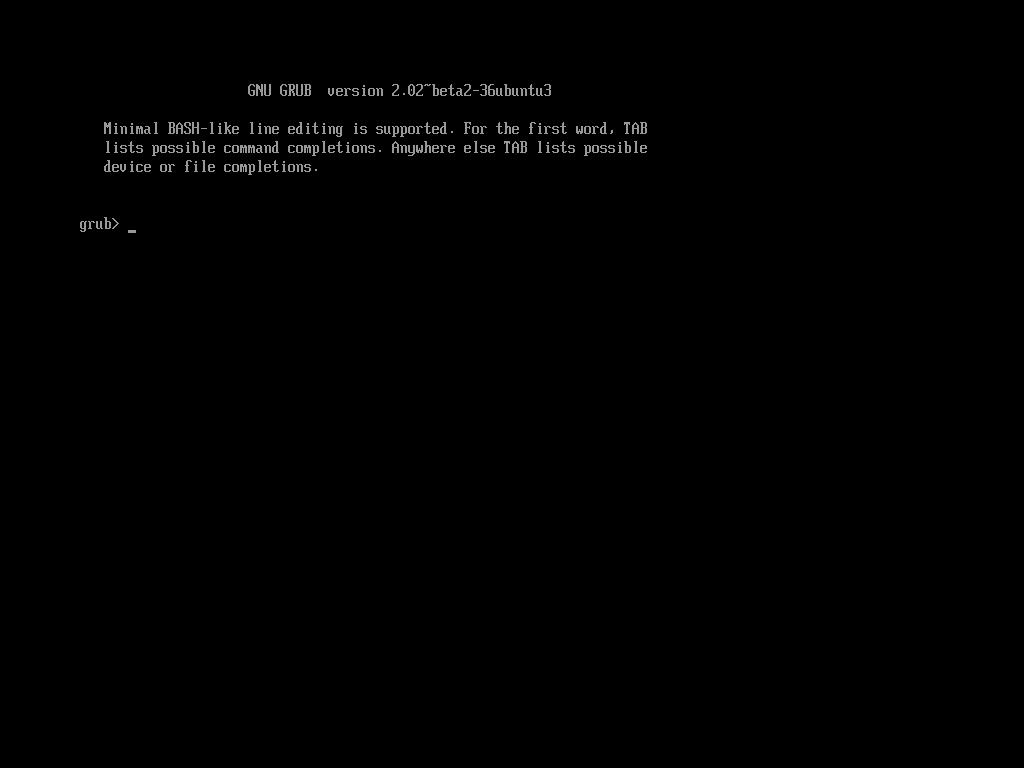 GNU GRUB  version 2.02~beta2-36ubuntu3
Minimal BASH-like line editing is supported. For the first word, TAB
lists possible command completions. Anywhere else TAB lists possible
device or file completions.
grub> _